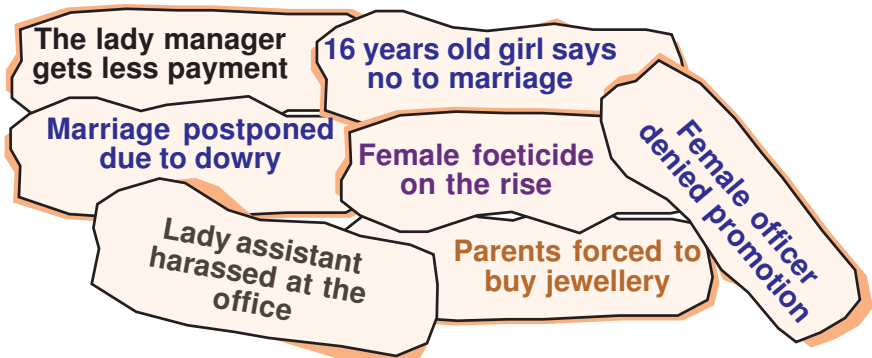 The lady manager
gets less payment
16 years old girl says
no to marriage
Marriage postponed
due to dowry
Female foeticide
on the rise
Female officer
denied promotion
Lady assistant
harassed at the
office
Parents forced to
buy jewellery